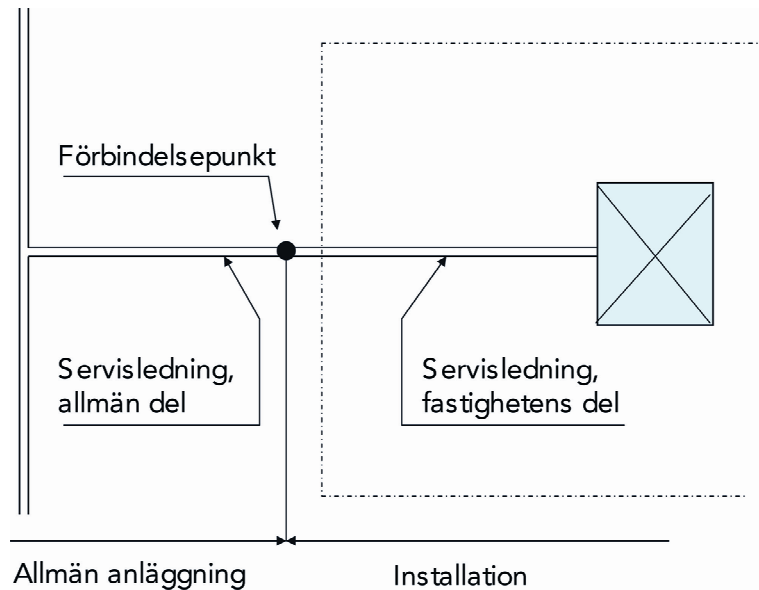 Förbindelsepunkt
Servisledning,
allmän del
Servisledning,
fastighetens del
Allmän anläggning
Installation